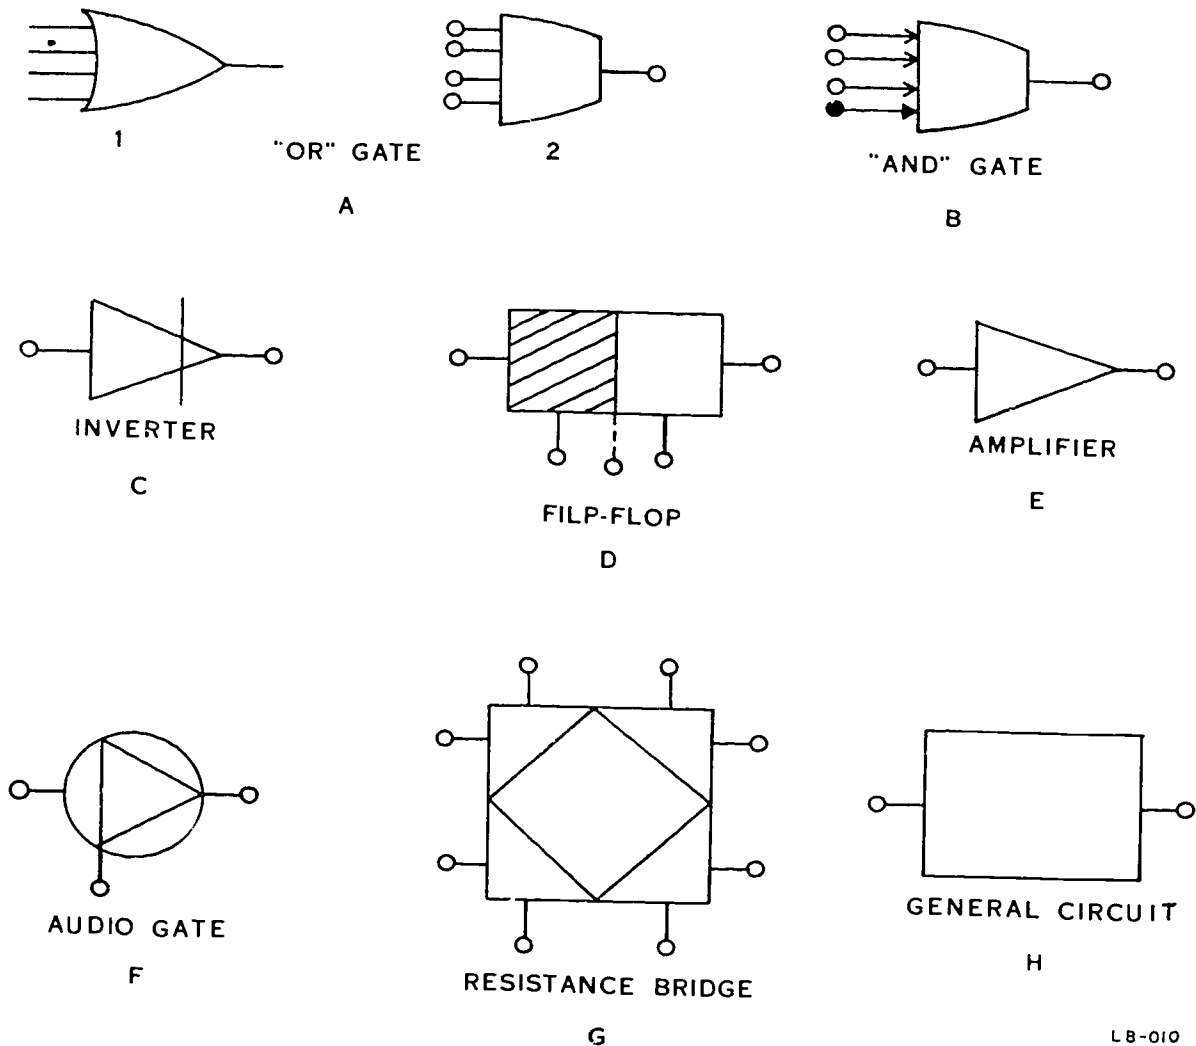 1
"OR" GATE
2
A
"AND" GATE
B
INVERTER
C
FILP-FLOP
D
AMPLIFIER
E
AUDIO GATE
F
RESISTANCE BRIDGE
G
GENERAL CIRCUIT
H
LB-010